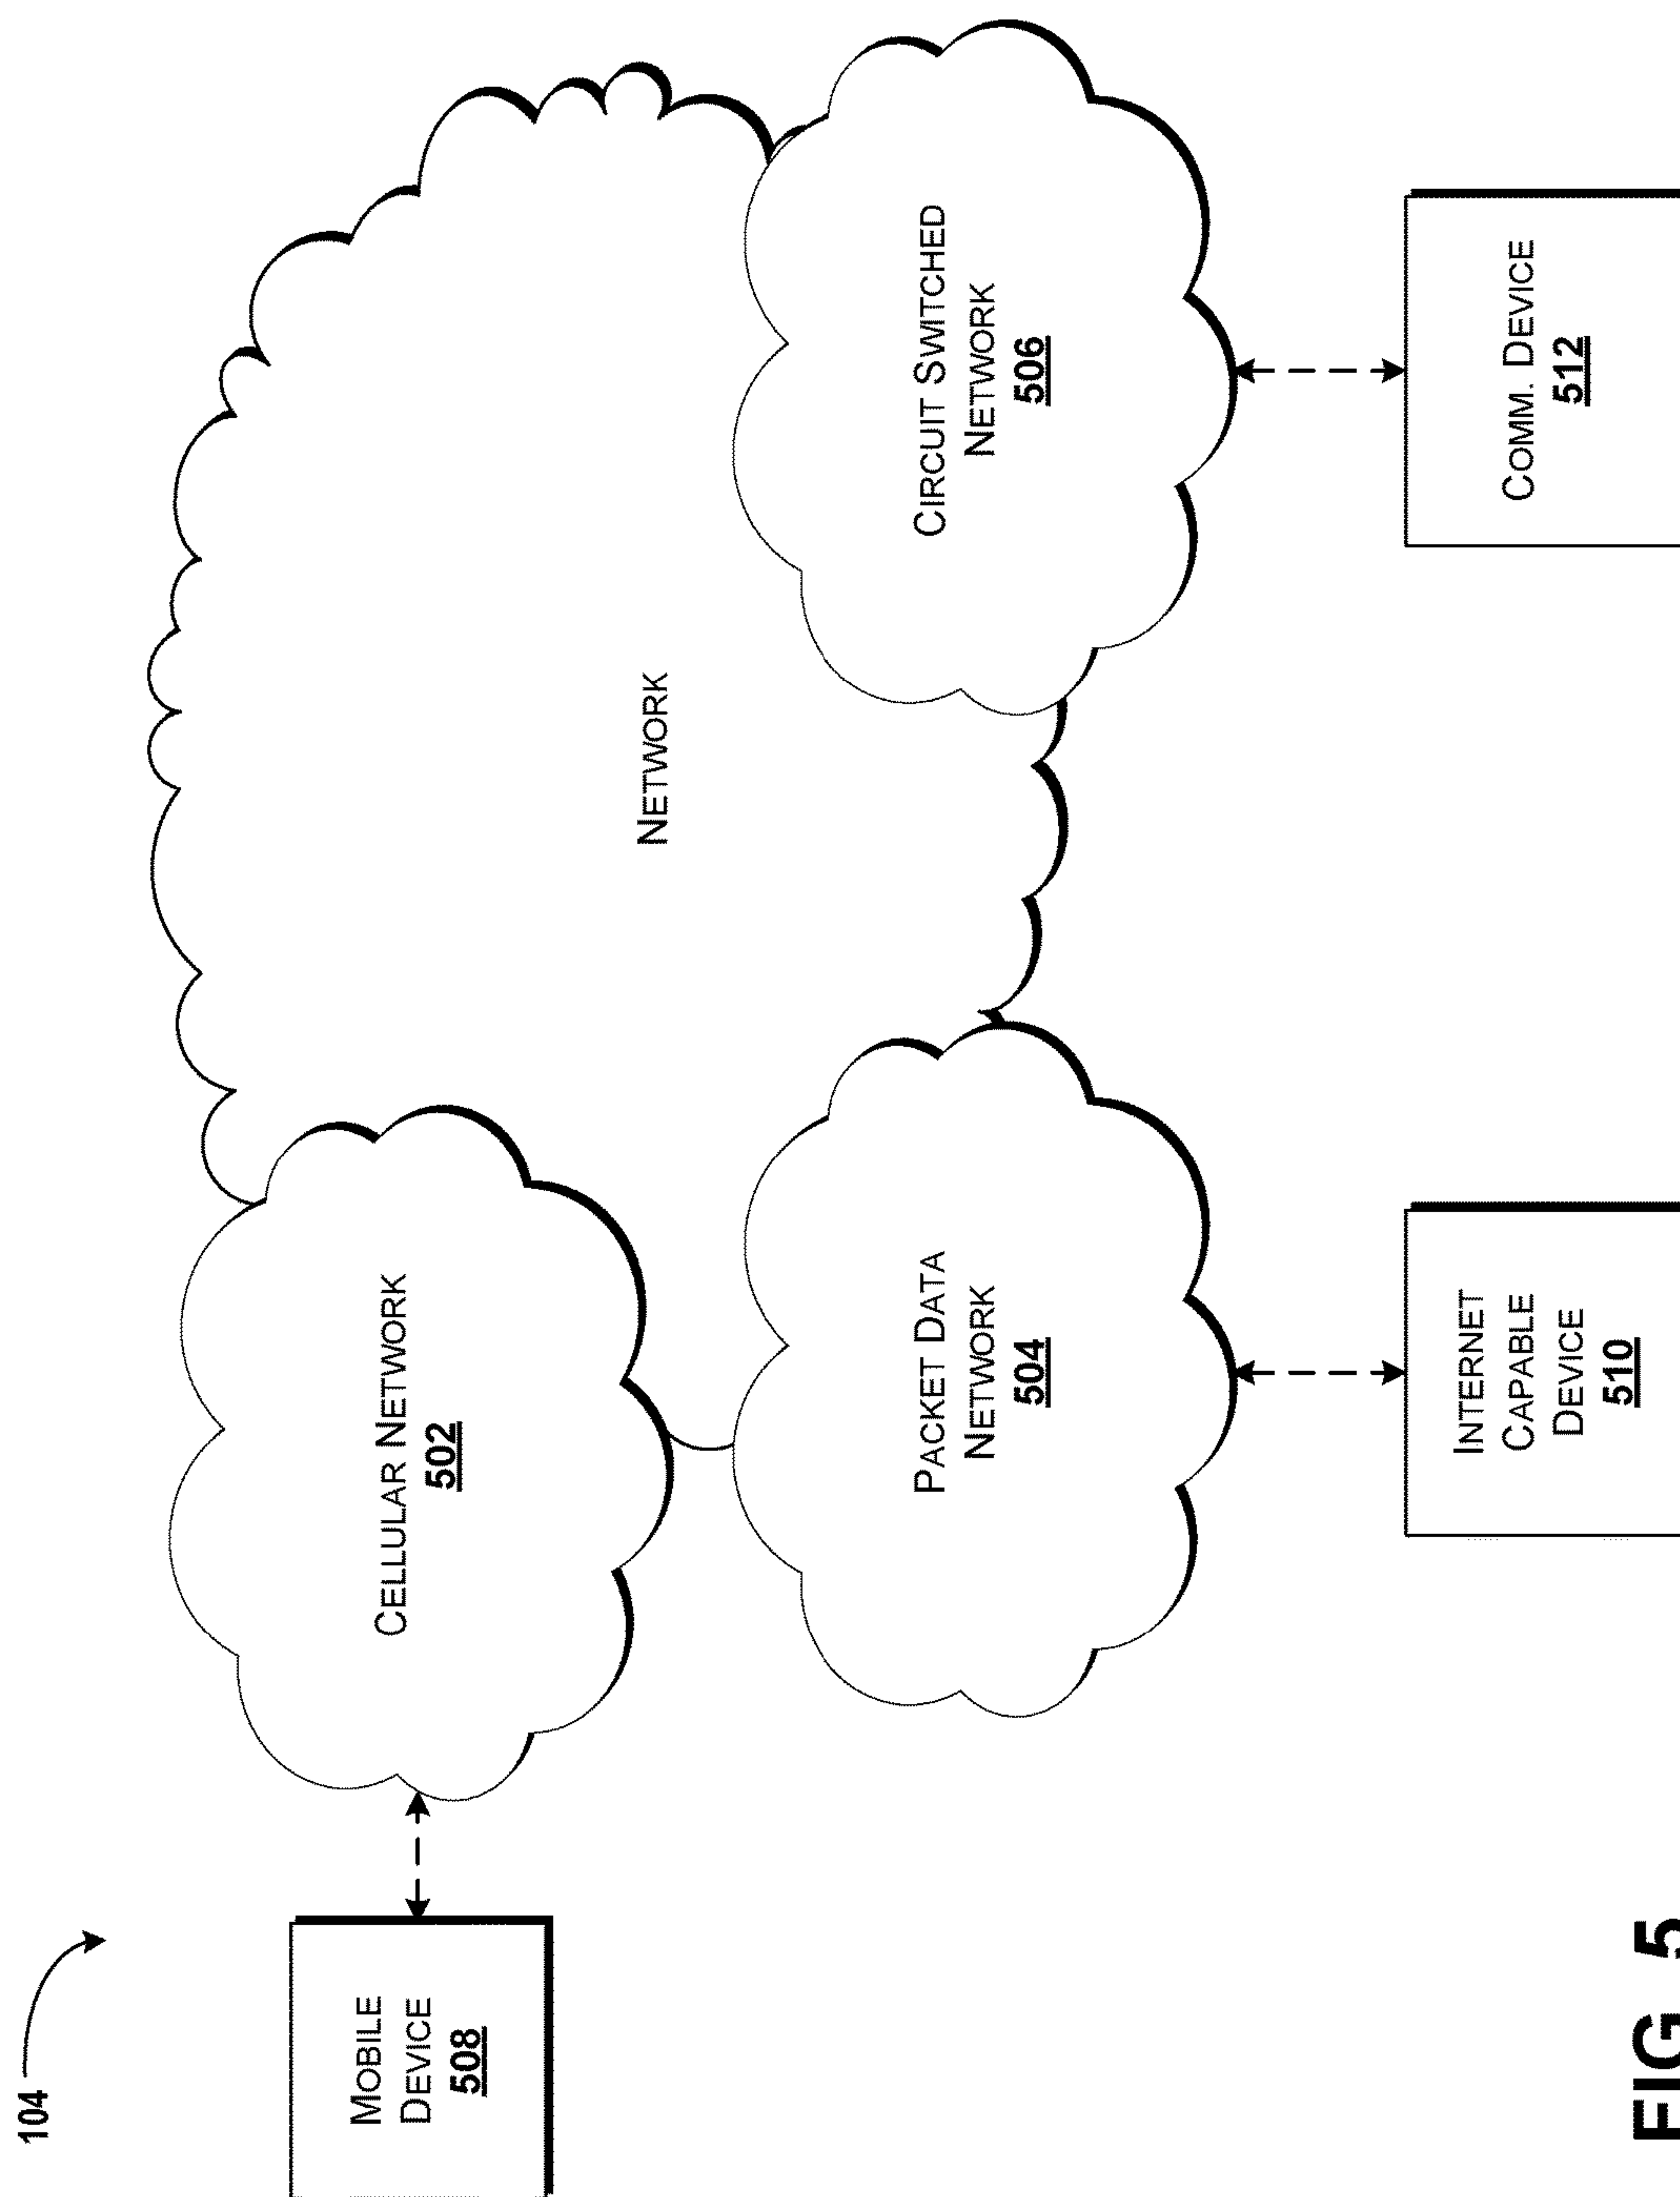 104
MOBILE
DEVICE
508
CELLULAR NETWORK
502
NETWORK
PACKET DATA
NETWORK
504
CIRCUIT SWITCHED
NETWORK
506
INTERNET
CAPABLE
DEVICE
510
COMM. DEVICE
512
FIG. 5